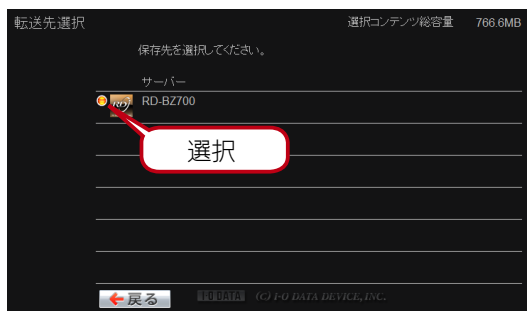 転送先選択 選択コンテンツ総容量 766.6MB
保存先を選択してください。
サーバー
RD RD-BZ700
選択
戻る I-O DATA (C) I-O DATA DEVICE, INC.